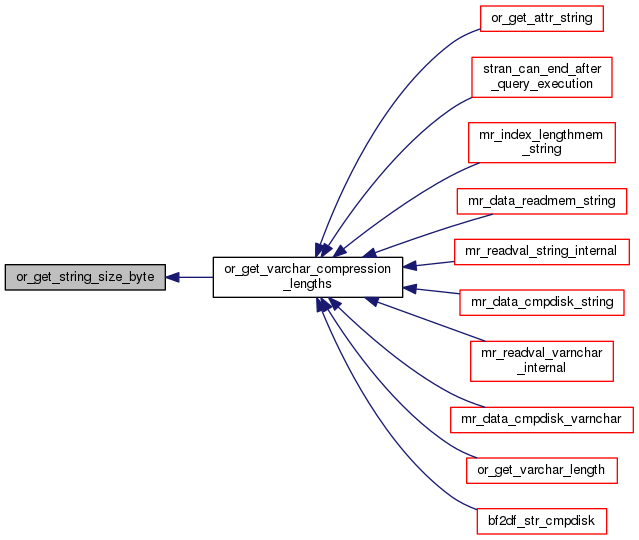 or_get_string_size_byte
or_get_varchar_compression
_lengths
or_get_attr_string
stran_can_end_after
_query_execution
mr_index_lengthmem
_string
mr_data_readmem_string
mr_readval_string_internal
mr_data_cmpdisk_string
mr_readval_varnchar
_internal
mr_data_cmpdisk_varnchar
or_get_varchar_length
bf2df_str_cmpdisk